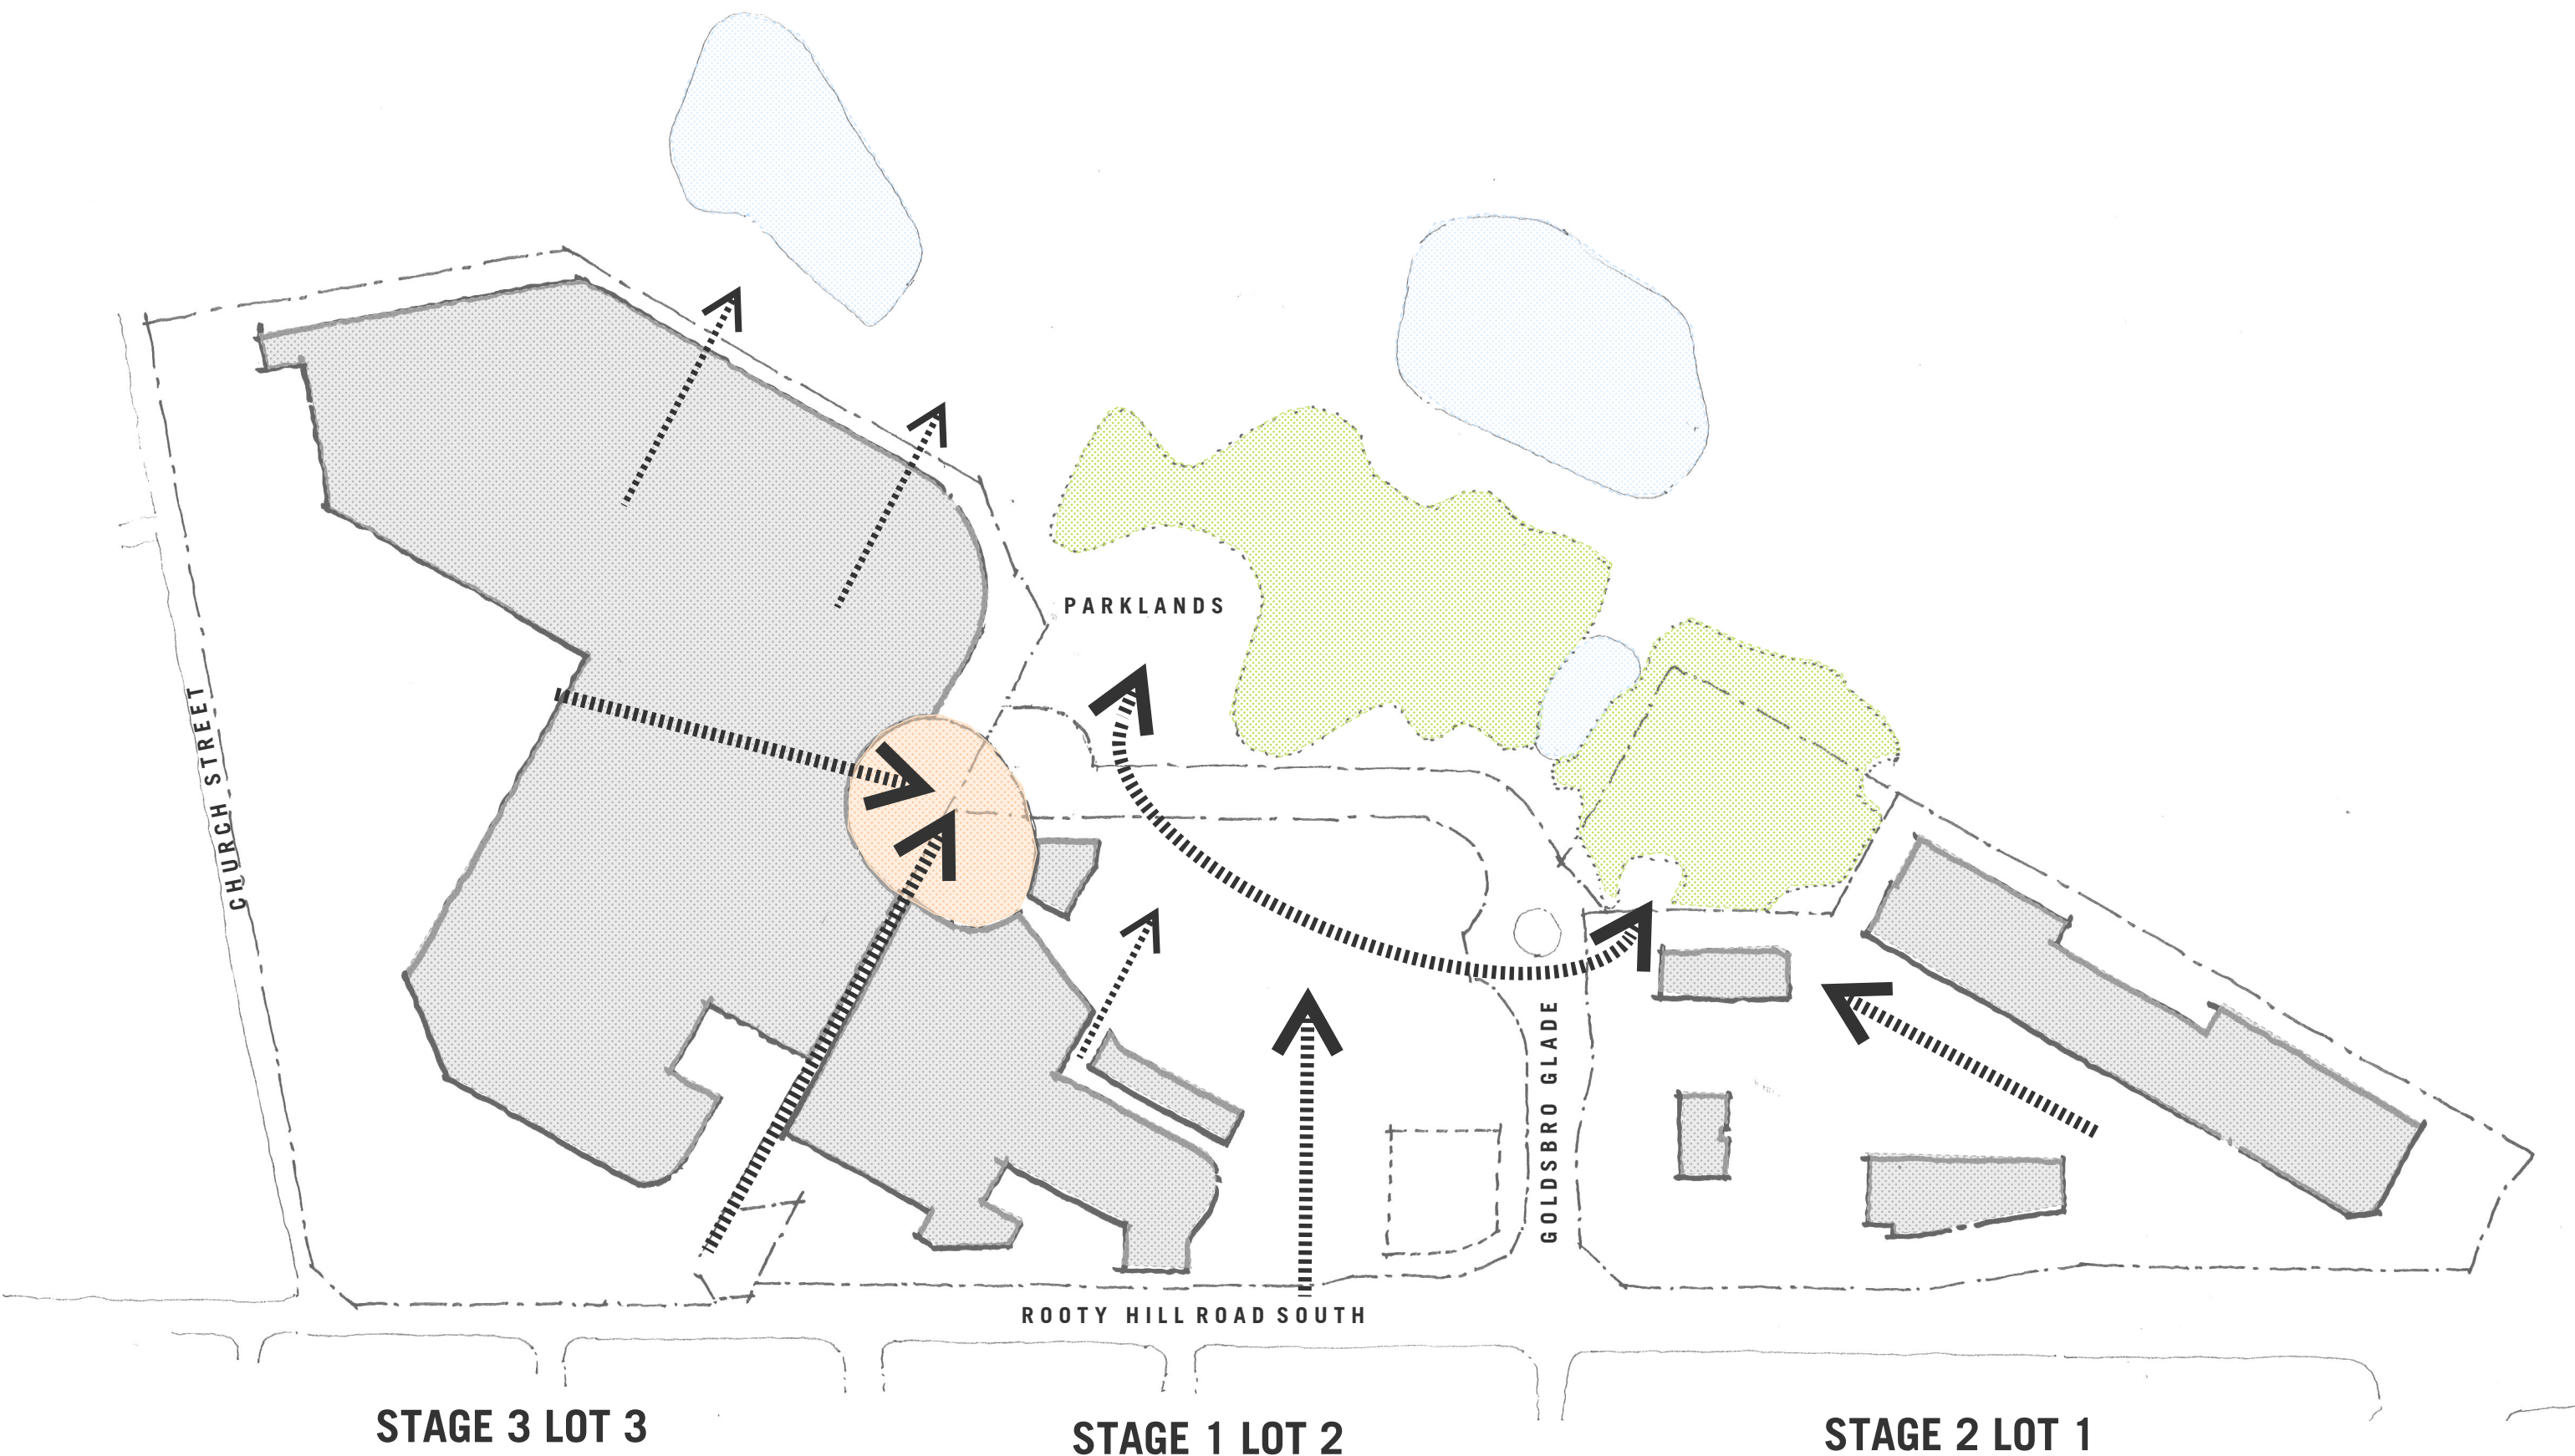 PARKLANDS
CHURCH STREET
GOLDSBRO GLADE
ROOTY HILL ROAD SOUTH
STAGE 3 LOT 3
STAGE 1 LOT 2
STAGE 2 LOT 1